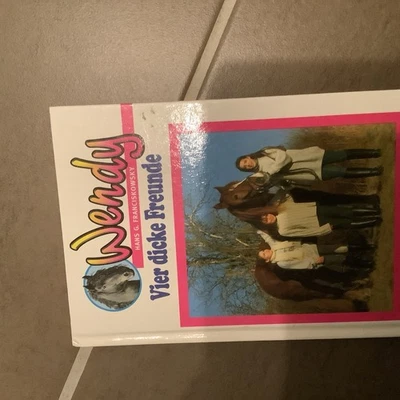 Wendy
HANS G. FRANCISKOWSKY
Vier dicke Freunde